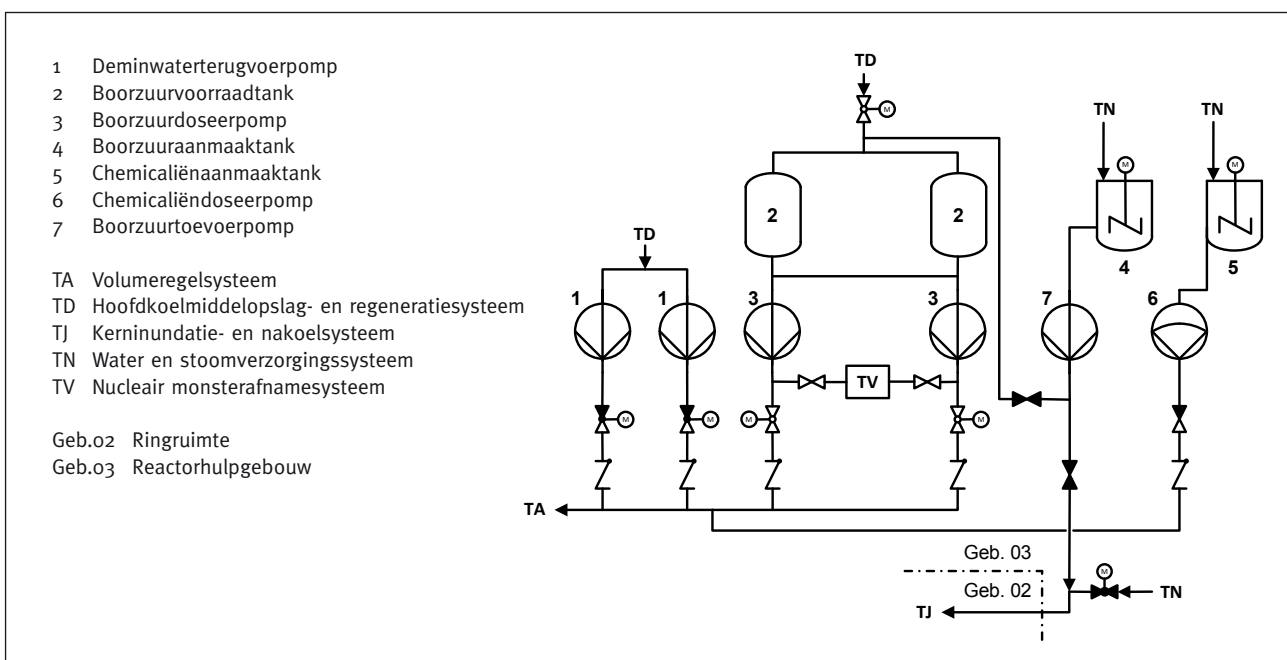 1 Deminwaterterugvoerpomp
2 Boorzuurvoorraadtank
3 Boorzuurdoseerpomp
4 Boorzuuraanmaaktank
5 Chemicaliënaanmaaktank
6 Chemicaliëndoseerpomp
7 Boorzuurtoevoerpomp
TA Volumeregelsysteem
TD Hoofdkoelmiddelopslag- en regeneratiesysteem
TJ Kerninundatie- en nakoelsysteem
TN Water en stoomverzorgingssysteem
TV Nucleair monsterafnamesysteem
Geb.02 Ringruimte
Geb.03 Reactorhulpgebouw
TD
M
TN
TN
M
M
2
2
4
5
TD
1
1
3
3
7
6
TV
M
M
M
M
TA
Geb. 03
Geb. 02
M
TN
TJ